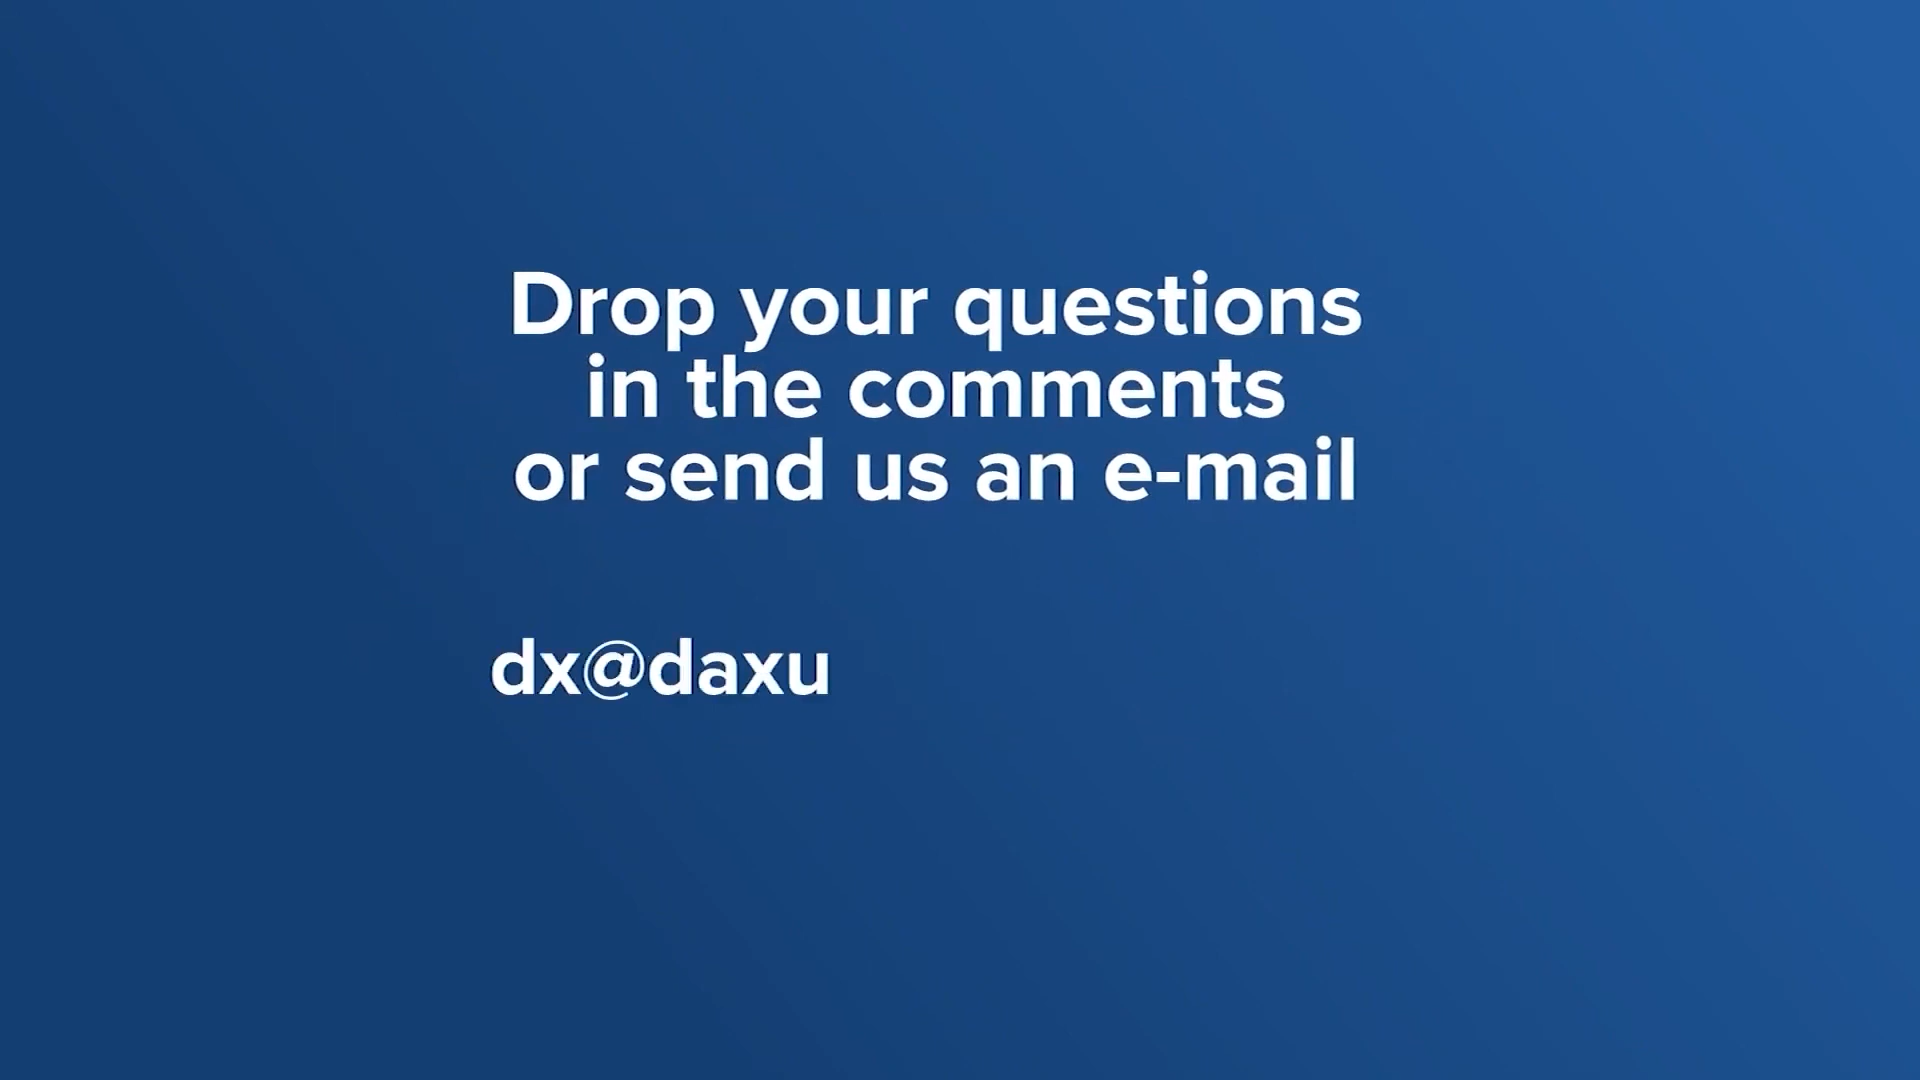 Drop your questions
in the comments
or send us an e-mail
dx@daxu